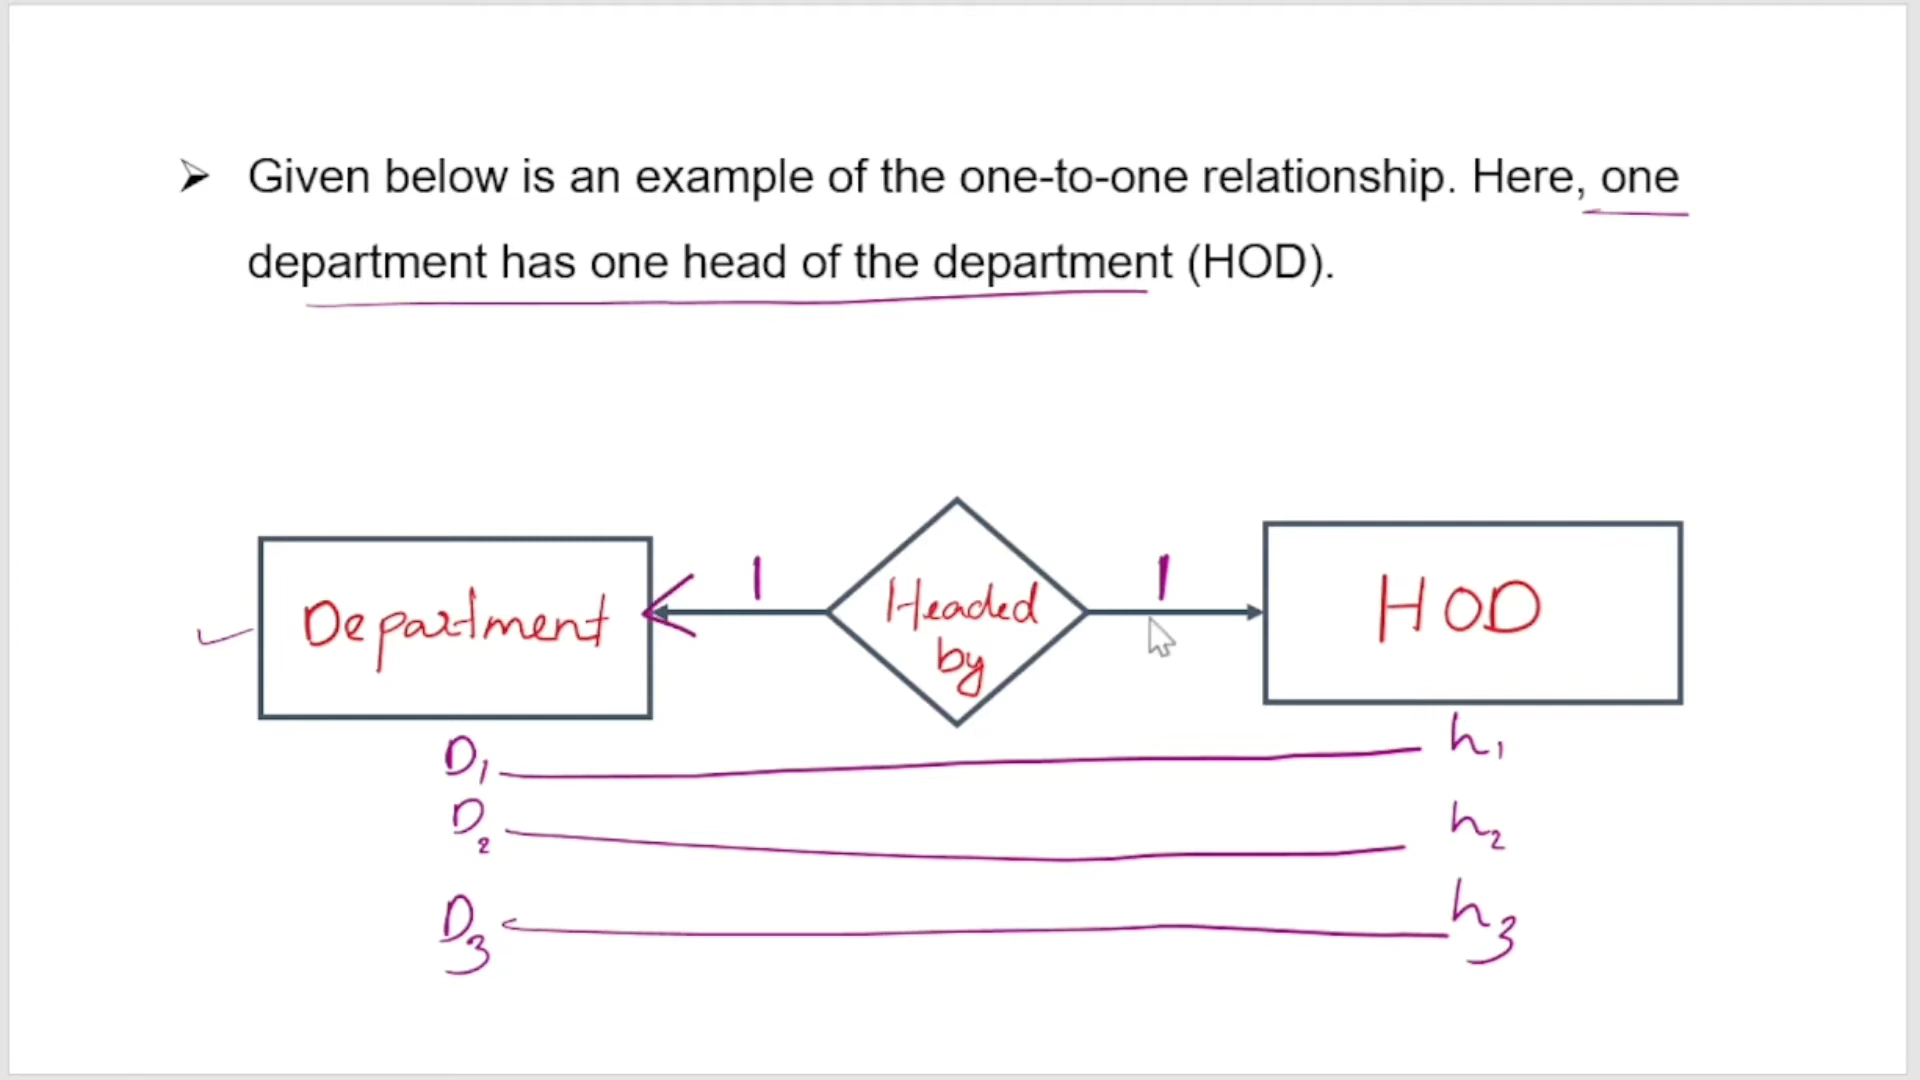 Given below is an example of the one-to-one relationship. Here, one
department has one head of the department (HOD).
1 1
Department Headed HOD
by
D1 h1
D2 h2
D3 h3